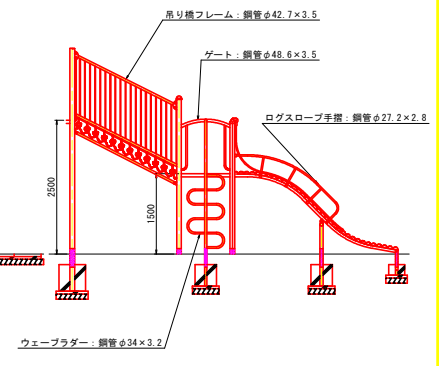 吊り橋フレーム：鋼管φ42.7×3.5
ゲート：鋼管φ48.6×3.5
ログスロープ手摺：鋼管φ27.2×2.8
2500
1500
ウェーブラダー：鋼管φ34×3.2